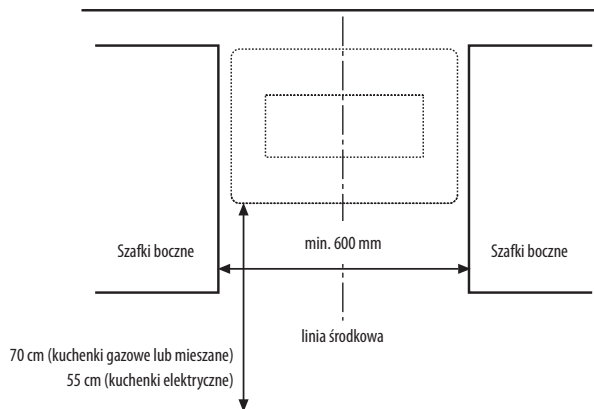 Szafki boczne
min. 600 mm
Szafki boczne
linia środkowa
70 cm (kuchenki gazowe lub mieszane)
55 cm (kuchenki elektryczne)